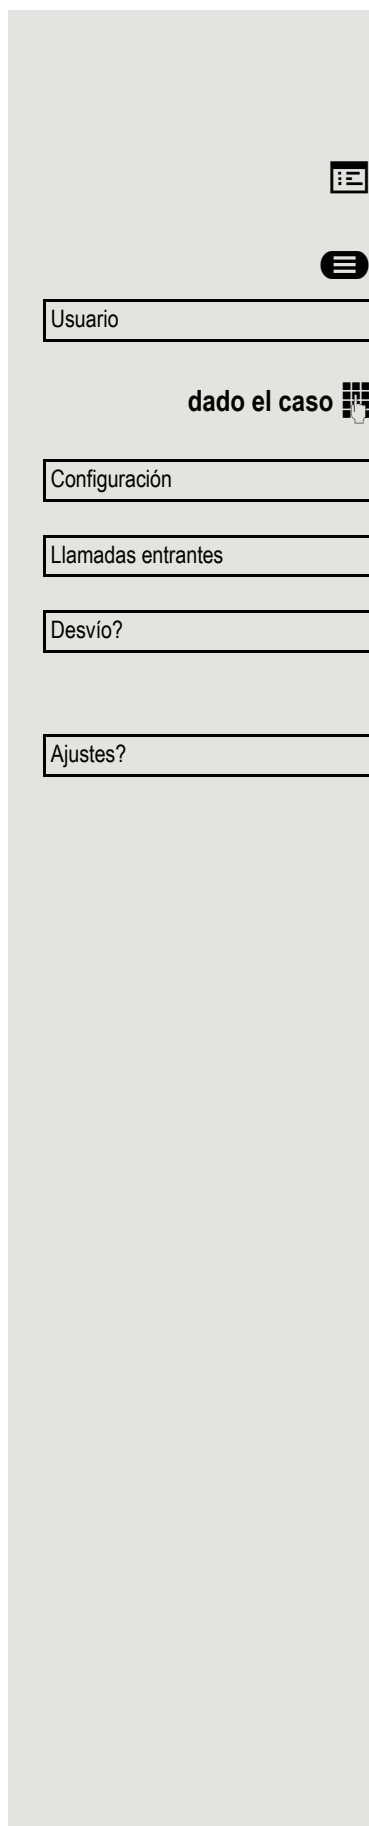 Usuario
dado el caso
Configuración
Llamadas entrantes
Desvío?
Ajustes?